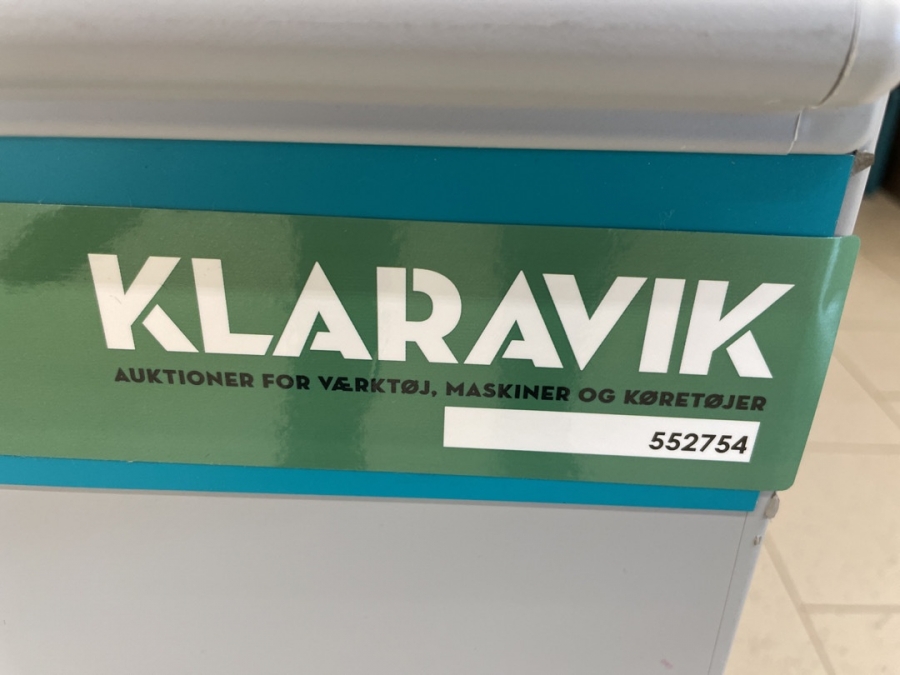 KLARAVIK
AUKTIONER FOR VÆRKTØJ, MASKINER OG KØRETØJER
552754